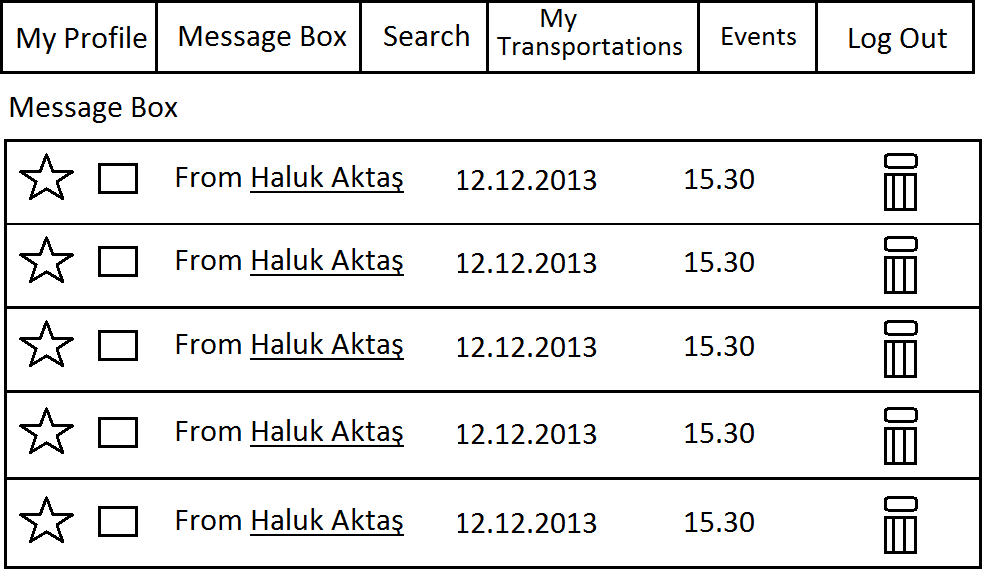 My Profile Message Box Search My Transportations Events Log Out
Message Box
From Haluk Aktaş 12.12.2013 15.30
From Haluk Aktaş 12.12.2013 15.30
From Haluk Aktaş 12.12.2013 15.30
From Haluk Aktaş 12.12.2013 15.30
From Haluk Aktaş 12.12.2013 15.30